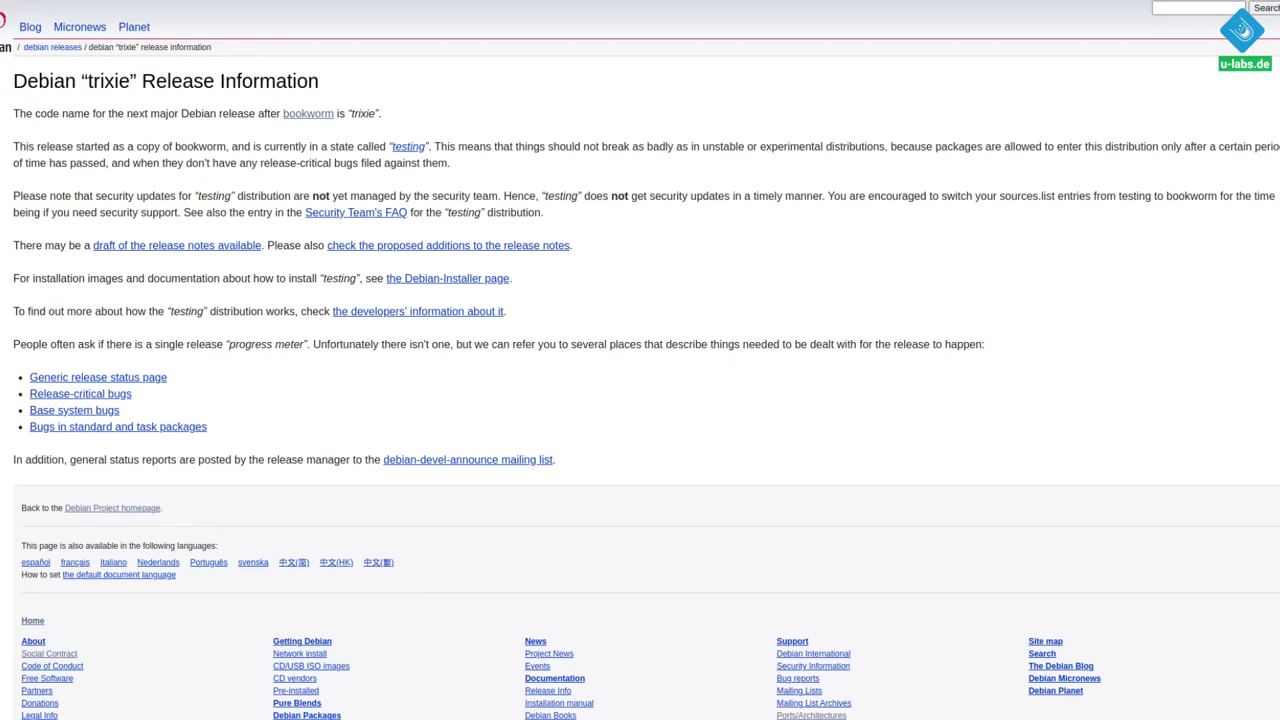 Blog Micronews Planet
Search
an / debian releases / debian “trixie” release information
u-labs.de
Debian “trixie” Release Information
The code name for the next major Debian release after bookworm is “trixie”.
This release started as a copy of bookworm, and is currently in a state called “testing”. This means that things should not break as badly as in unstable or experimental distributions, because packages are allowed to enter this distribution only after a certain perio
of time has passed, and when they don't have any release-critical bugs filed against them.
Please note that security updates for “testing” distribution are not yet managed by the security team. Hence, “testing” does not get security updates in a timely manner. You are encouraged to switch your sources.list entries from testing to bookworm for the time
being if you need security support. See also the entry in the Security Team's FAQ for the “testing” distribution.
There may be a draft of the release notes available. Please also check the proposed additions to the release notes.
For installation images and documentation about how to install “testing”, see the Debian-Installer page.
To find out more about how the “testing” distribution works, check the developers' information about it.
People often ask if there is a single release “progress meter”. Unfortunately there isn't one, but we can refer you to several places that describe things needed to be dealt with for the release to happen:
• Generic release status page
• Release-critical bugs
• Base system bugs
• Bugs in standard and task packages
In addition, general status reports are posted by the release manager to the debian-devel-announce mailing list.
Back to the Debian Project homepage.
This page is also available in the following languages:
español français Italiano Nederlands Português svenska 中文(简) 中文(HK) 中文(繁)
How to set the default document language
Home
About Getting Debian News Support Site map
Social Contract Network install Project News Debian International Search
Code of Conduct CD/USB ISO images Events Security Information The Debian Blog
Free Software CD vendors Documentation Bug reports Debian Micronews
Partners Pre-installed Release Info Mailing Lists Debian Planet
Donations Pure Blends Installation manual Mailing List Archives
Legal Info Debian Packages Debian Books Ports/Architectures